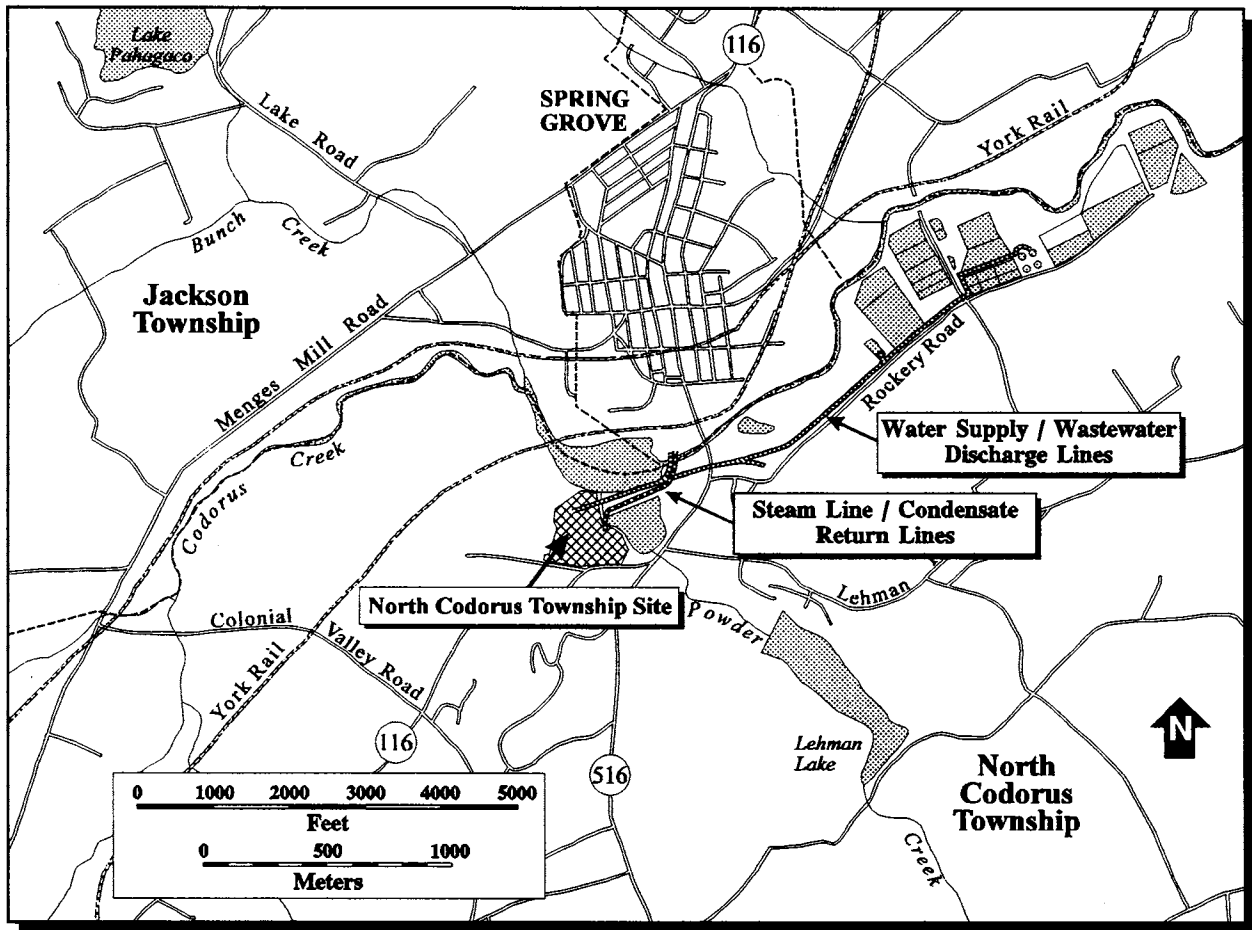 Lake
Pahagaco
116
SPRING
GROVE
York Rail
Lake Road
Bunch Creek
Jackson
Township
Menges Mill Road
Rockery Road
Water Supply / Wastewater
Discharge Lines
Codorus Creek
Steam Line / Condensate
Return Lines
North Codorus Township Site
Lehman
Powder
Colonial Valley Road
York Rail
116
516
Lehman
Lake
N
North
Codorus
Township
Creek
0 1000 2000 3000 4000 5000
Feet
0 500 1000
Meters